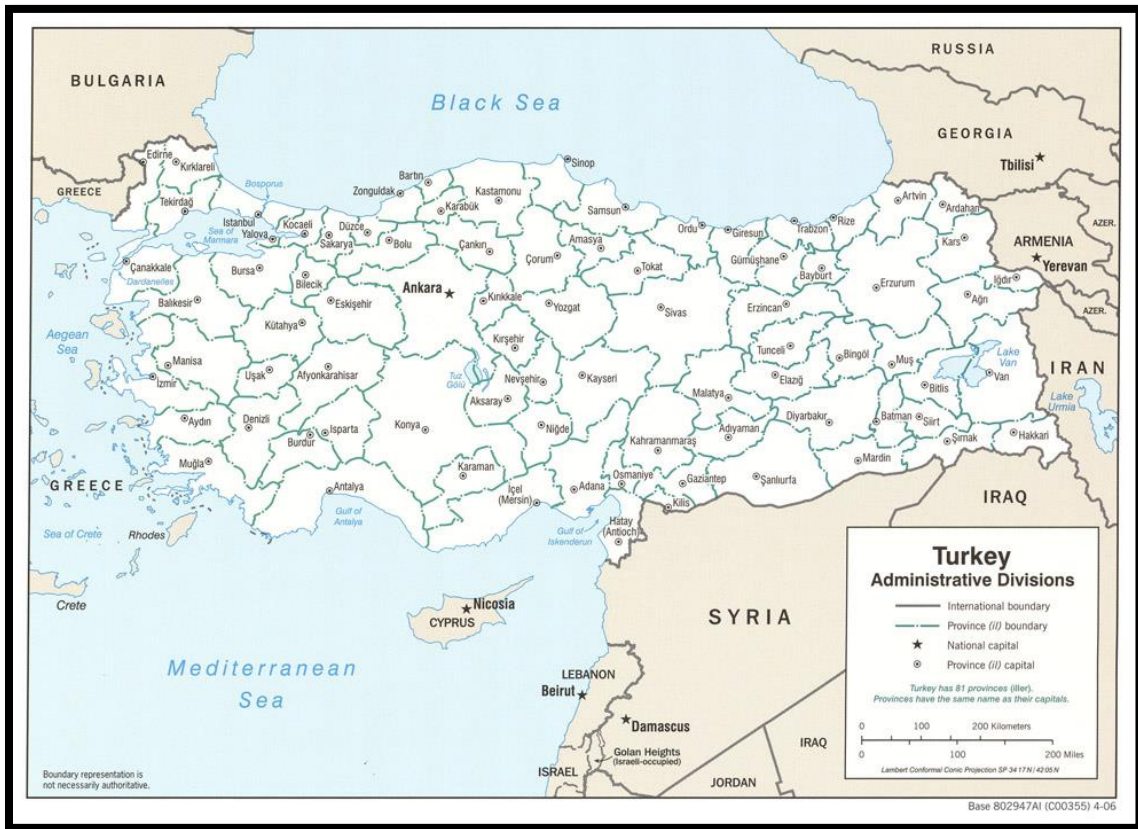 RUSSIA
BULGARIA
Black Sea
GEORGIA
Tbilisi
Edirne
Kırklareli
Sinop
GREECE
Bosporus
Bartın
Zonguldak
Kastamonu
Karabük
Artvin
Ardahan
Tekirdağ
Istanbul
Sea of
Marmara
Yalova
Kocaeli
Sakarya
Düzce
Bolu
Samsun
Ordu
Giresun
Trabzon
Rize
Kars
AZER.
ARMENIA
Yerevan
Çankırı
Çorum
Amasya
Tokat
Gümüşhane
Bayburt
Çanakkale
Dardanelles
Bursa
Bilecik
Eskişehir
Ankara
Kırıkkale
Yozgat
Sivas
Erzincan
Erzurum
Iğdır
Ağrı
AZER.
Balıkesir
Kütahya
Kırşehir
Aegean
Sea
Manisa
İzmir
Uşak
Afyonkarahisar
Tuz
Gölü
Nevşehir
Aksaray
Kayseri
Tunceli
Bingöl
Muş
Elazığ
Malatya
Bitlis
Lake
Van
Van
IRAN
Lake
Urmia
Aydın
Denizli
Isparta
Burdur
Konya
Niğde
Kahramanmaraş
Adıyaman
Diyarbakır
Batman
Siirt
Şırnak
Hakkari
Mardin
Muğla
Antalya
Karaman
İçel
(Mersin)
Adana
Osmaniye
Gaziantep
Şanlıurfa
Kilis
GREECE
Gulf of
Antalya
Gulf of
Iskenderun
Hatay
(Antioch)
IRAQ
Sea of Crete
Rhodes
Crete
Nicosia
CYPRUS
SYRIA
Mediterranean
Sea
LEBANON
Beirut
Damascus
Golan Heights
(Israeli-occupied)
ISRAEL
JORDAN
IRAQ
Turkey
Administrative Divisions
International boundary
Province (il) boundary
National capital
Province (il) capital
Turkey has 81 provinces (iller).
Provinces have the same name as their capitals.
0 100 200 Kilometers
0 100 200 Miles
Lambert Conformal Conic Projection SP 34 17 N / 42 05 N
Boundary representation is
not necessarily authoritative.
Base 802947AI (C00355) 4-06